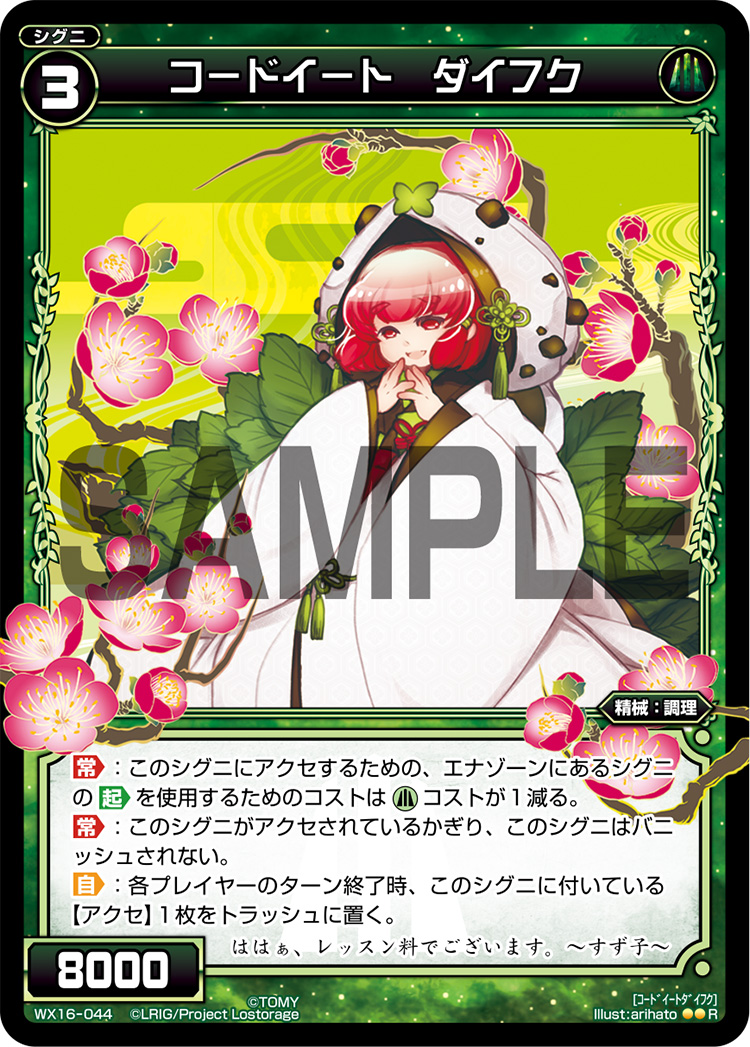 シグニ
3
コードイート　ダイフク
SAMPLE
精械：調理
常：このシグニにアクセするための、エナゾーンにあるシグニ
の 起 を使用するためのコストは コストが１減る。
常：このシグニがアクセされているかぎり、このシグニはバニ
ッシュされない。
自：各プレイヤーのターン終了時、このシグニに付いている
【アクセ】１枚をトラッシュに置く。
ははぁ、レッスン料でございます。～すず子～
8000
©TOMY
[ｺｰﾄﾞｲｰﾄﾀﾞｲﾌｸ]
WX16-044 ©LRIG/Project Lostorage
Illust:arihato R